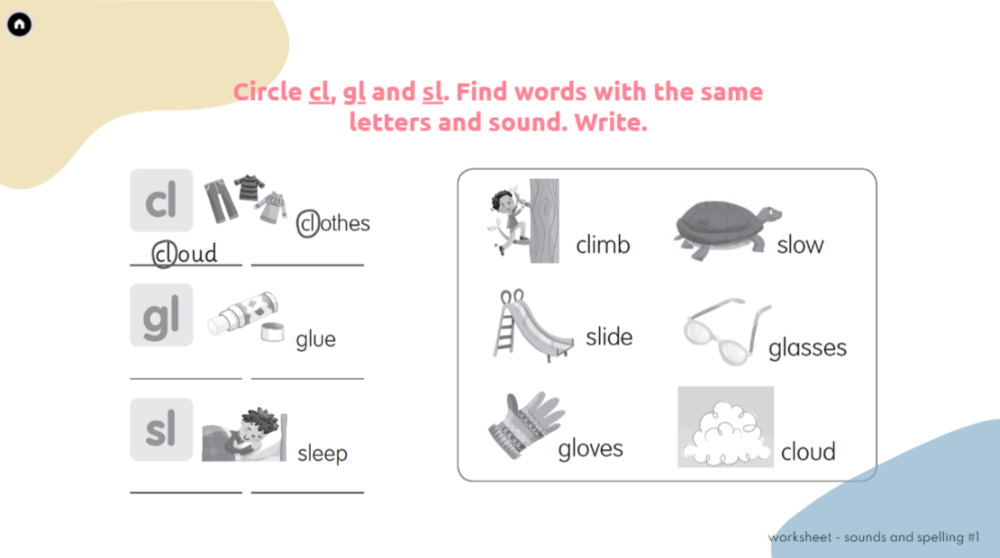 Circle cl, gl and sl. Find words with the same
letters and sound. Write.
cl
clothes
cloud
gl
glue
sl
sleep
climb
slow
slide
glasses
gloves
cloud
worksheet - sounds and spelling #1